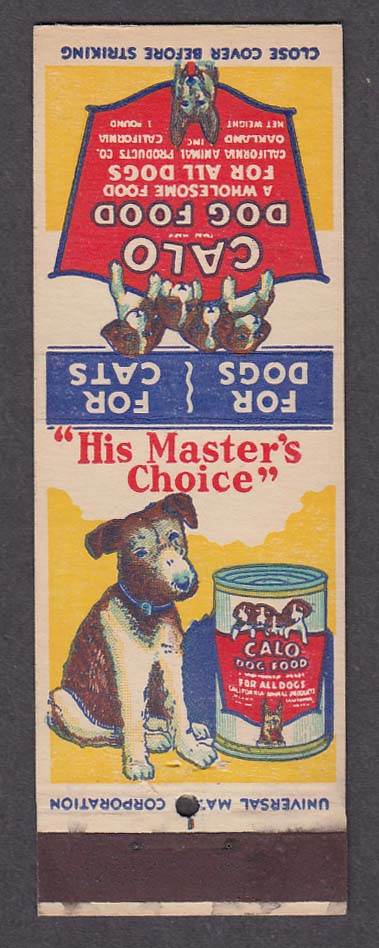 CLOSE COVER BEFORE STRIKING
CALO
DOG FOOD
A WHOLESOME FOOD
FOR ALL DOGS
CALIFORNIA ANIMAL PRODUCTS CO.
INC.
OAKLAND CALIFORNIA
NET WEIGHT 1 POUND
FOR DOGS
FOR CATS
"His Master's
Choice"
CALO
DOG FOOD
FOR ALL DOGS
CALIFORNIA ANIMAL PRODUCTS
UNIVERSAL CORPORATION